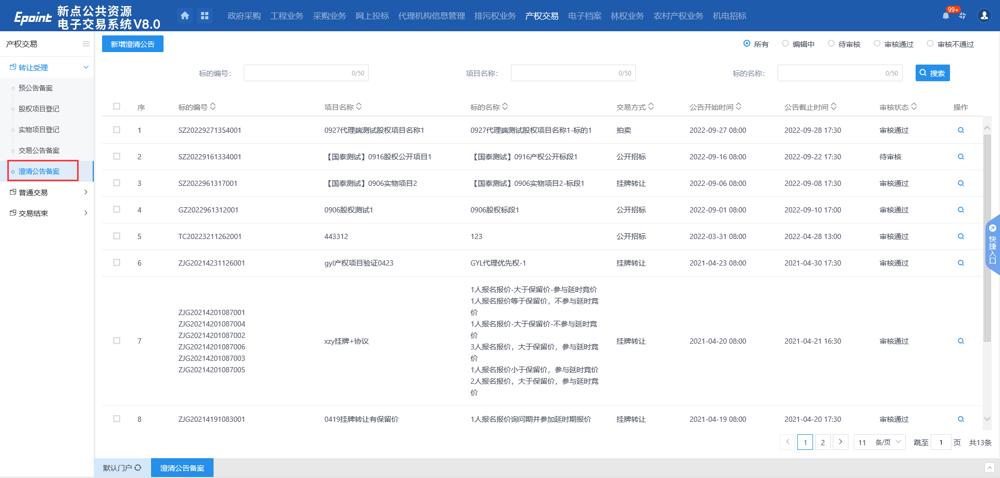 Epoint 新点公共资源
电子交易系统V8.0
政府采购 工程业务 采购业务 网上投标 代理机构信息管理 排污权业务 产权交易 电子档案 林权业务 农村产权业务 机电招标
99+
产权交易
转让受理
预公告备案
股权项目登记
实物项目登记
交易公告备案
澄清公告备案
普通交易
交易结束
新增澄清公告
所有 编辑中 待审核 审核通过 审核不通过
标的编号： 0/50 项目名称： 0/50 标的名称： 0/50 搜索
序 标的编号 项目名称 标的名称 交易方式 公告开始时间 公告截止时间 审核状态 操作
1 SZ20229271354001 0927代理端测试股权项目名称1 0927代理端测试股权项目名称1-标的1 拍卖 2022-09-27 08:00 2022-09-28 17:30 审核通过
2 SZ20229161334001 【国泰测试】0916股权公开项目1 【国泰测试】0916产权公开标段1 公开招标 2022-09-16 08:00 2022-09-22 17:30 待审核
3 SZ2022961317001 【国泰测试】0906实物项目2 【国泰测试】0906实物项目2-标段1 挂牌转让 2022-09-06 08:00 2022-09-08 17:30 审核通过
4 GZ2022961312001 0906股权测试1 0906股权标段1 公开招标 2022-09-01 08:00 2022-09-10 17:00 审核通过
5 TC20223211262001 443312 123 公开招标 2022-03-31 08:00 2022-04-28 13:00 审核通过
6 ZJG20214231126001 gyl产权项目验证0423 GYL代理优先权-1 挂牌转让 2021-04-23 08:00 2021-04-30 17:30 审核通过
7
ZJG20214201087001
ZJG20214201087004
ZJG20214201087002
ZJG20214201087006
ZJG20214201087003
ZJG20214201087005
xzy挂牌+协议
1人报名报价-大于保留价-参与延时竞价
1人报名报价等于保留价，不参与延时竞
价
1人报名报价-大于保留价-不参与延时竞
价
3人报名报价，大于保留价，参与延时竞
价
1人报名报价小于保留价，参与延时竞价
2人报名报价，大于保留价，参与延时竞
价
挂牌转让 2021-04-20 08:00 2021-04-21 16:30 审核通过
8 ZJG20214191083001 0419挂牌转让有保留价 1人报名报价询问期并参加延时期报价 挂牌转让 2021-04-19 08:00 2021-04-20 17:30 审核通过
快
捷
入
口
1 2 11 条/页 跳至 1 页 共13条
默认门户 澄清公告备案